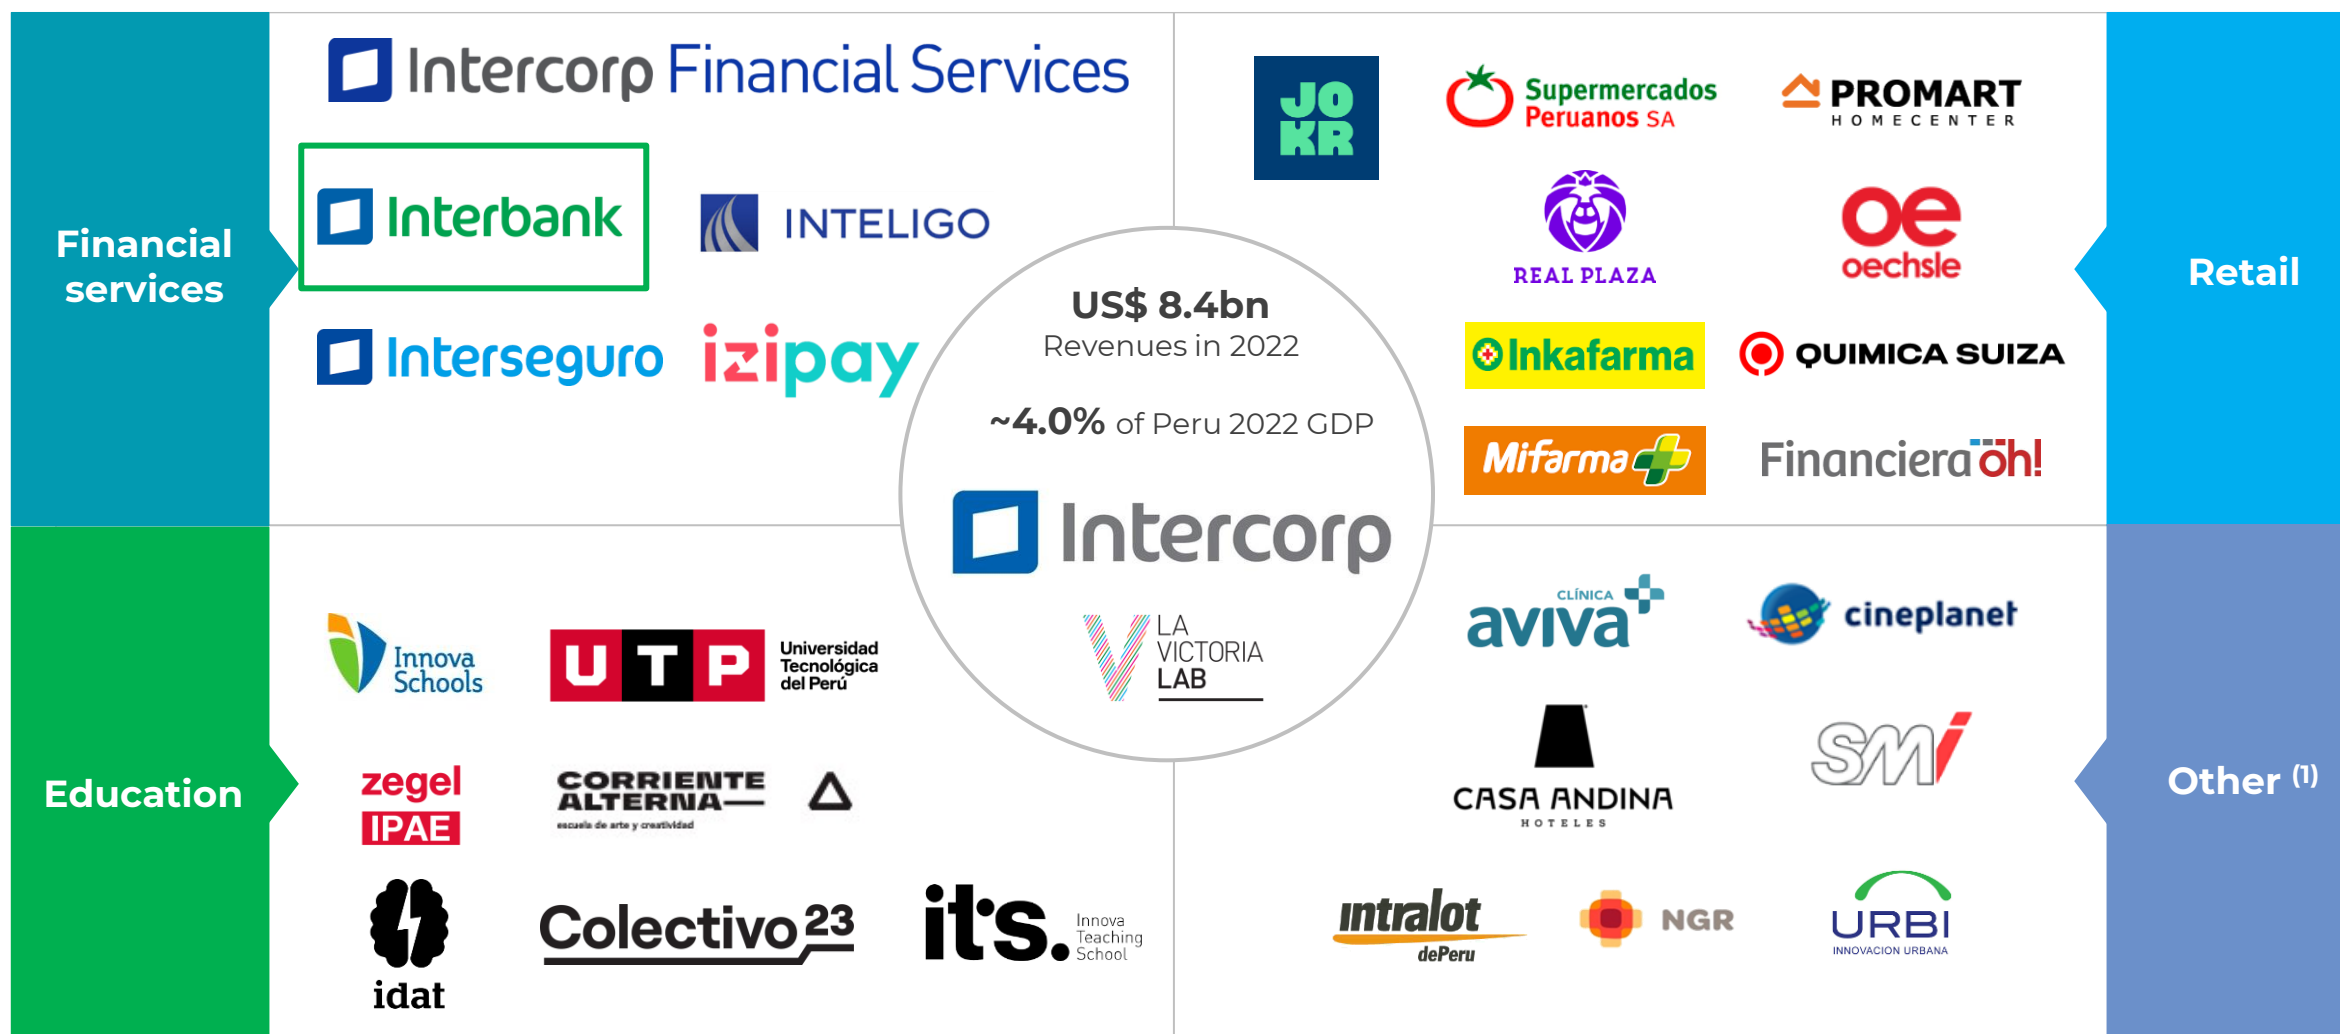 Financial
services
Intercorp Financial Services
Interbank
INTELIGO
Interseguro
izipay
JO
KR
Supermercados
Peruanos SA
PROMART
HOMECENTER
REAL PLAZA
oe
oechsle
Inkafarma
QUIMICA SUIZA
Mifarma
Financiera oh!
Retail
US$ 8.4bn
Revenues in 2022
~4.0% of Peru 2022 GDP
Intercorp
V LA
VICTORIA
LAB
Education
Innova
Schools
UTP
Universidad
Tecnológica
del Perú
zegel
IPAE
CORRIENTE
ALTERNA
escuela de arte y creatividad
idat
Colectivo 23
it's.
Innova
Teaching
School
CLÍNICA
aviva
cineplanet
CASA ANDINA
HOTELES
SMi
intralot
dePeru
NGR
URBI
INNOVACION URBANA
Other (1)